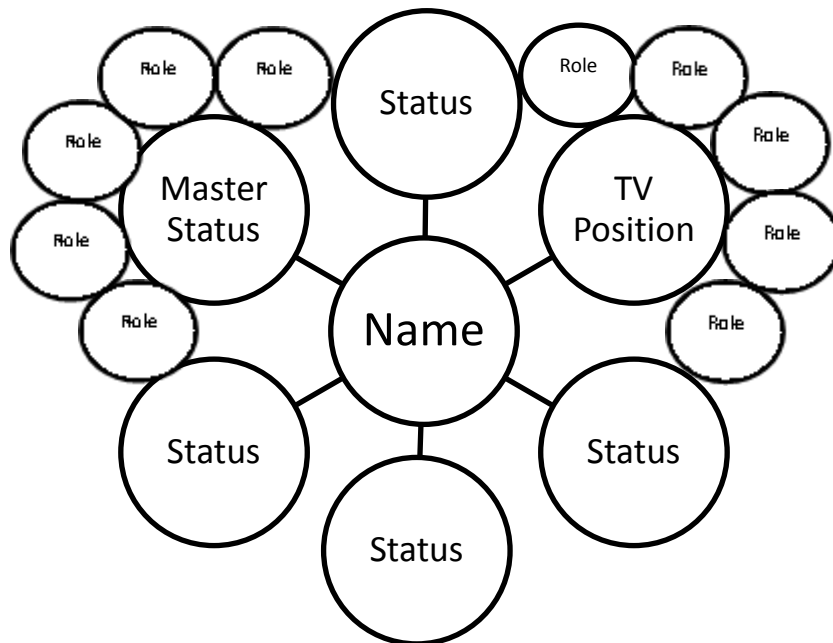 Role
Role
Status
Role
Role
Role
Role
Master
Status
TV
Position
Role
Role
Name
Role
Role
Status
Status
Status